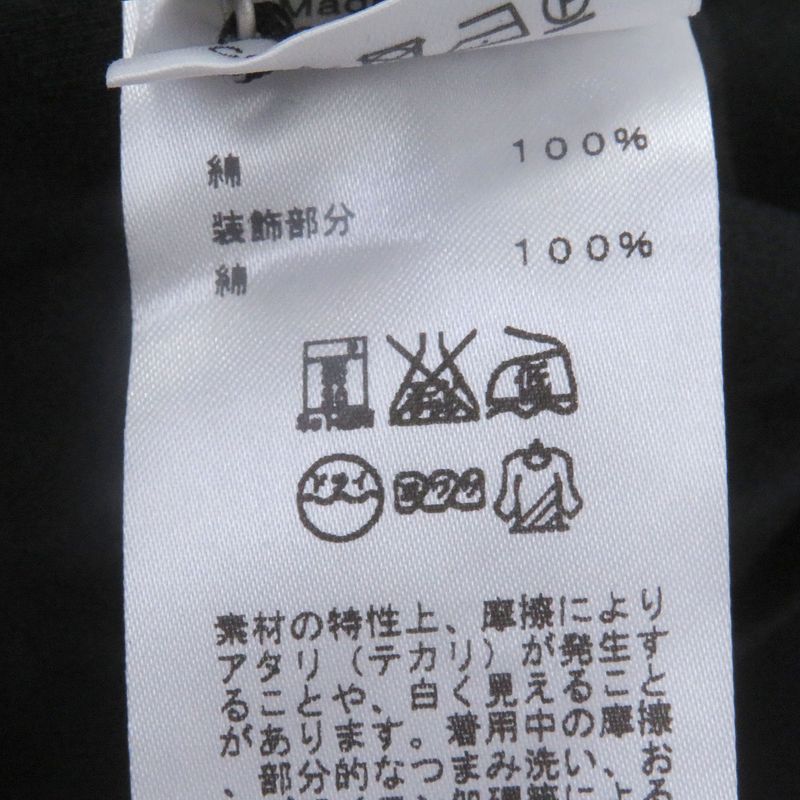 Made
綿 100%
装飾部分
綿 100%
ドライ
素材の特性上、摩擦により
アタリ(テカリ)が発生す
ることや、白く見えること
があります。着用中の摩擦
、部分的なつまみ洗い、お